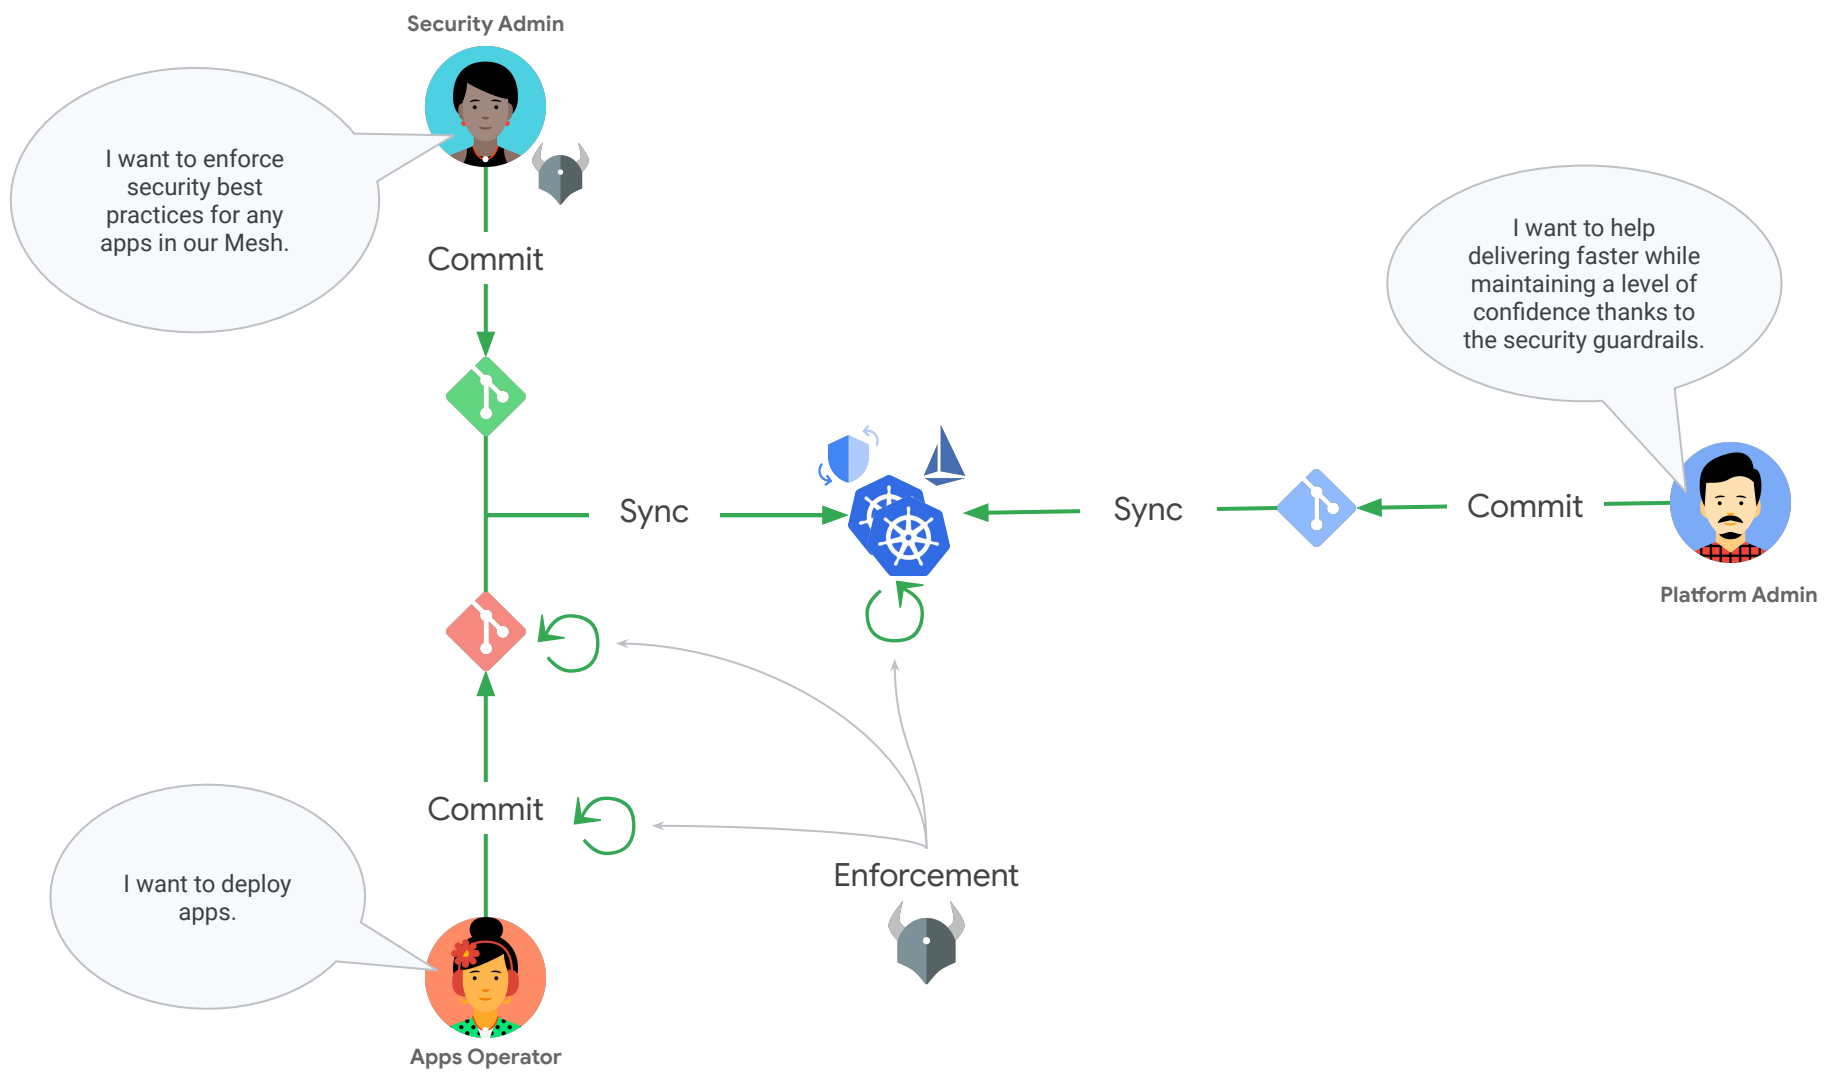 Security Admin
I want to enforce
security best
practices for any
apps in our Mesh.
Commit
I want to help
delivering faster while
maintaining a level of
confidence thanks to
the security guardrails.
Sync
Sync
Commit
Platform Admin
Commit
I want to deploy
apps.
Enforcement
Apps Operator